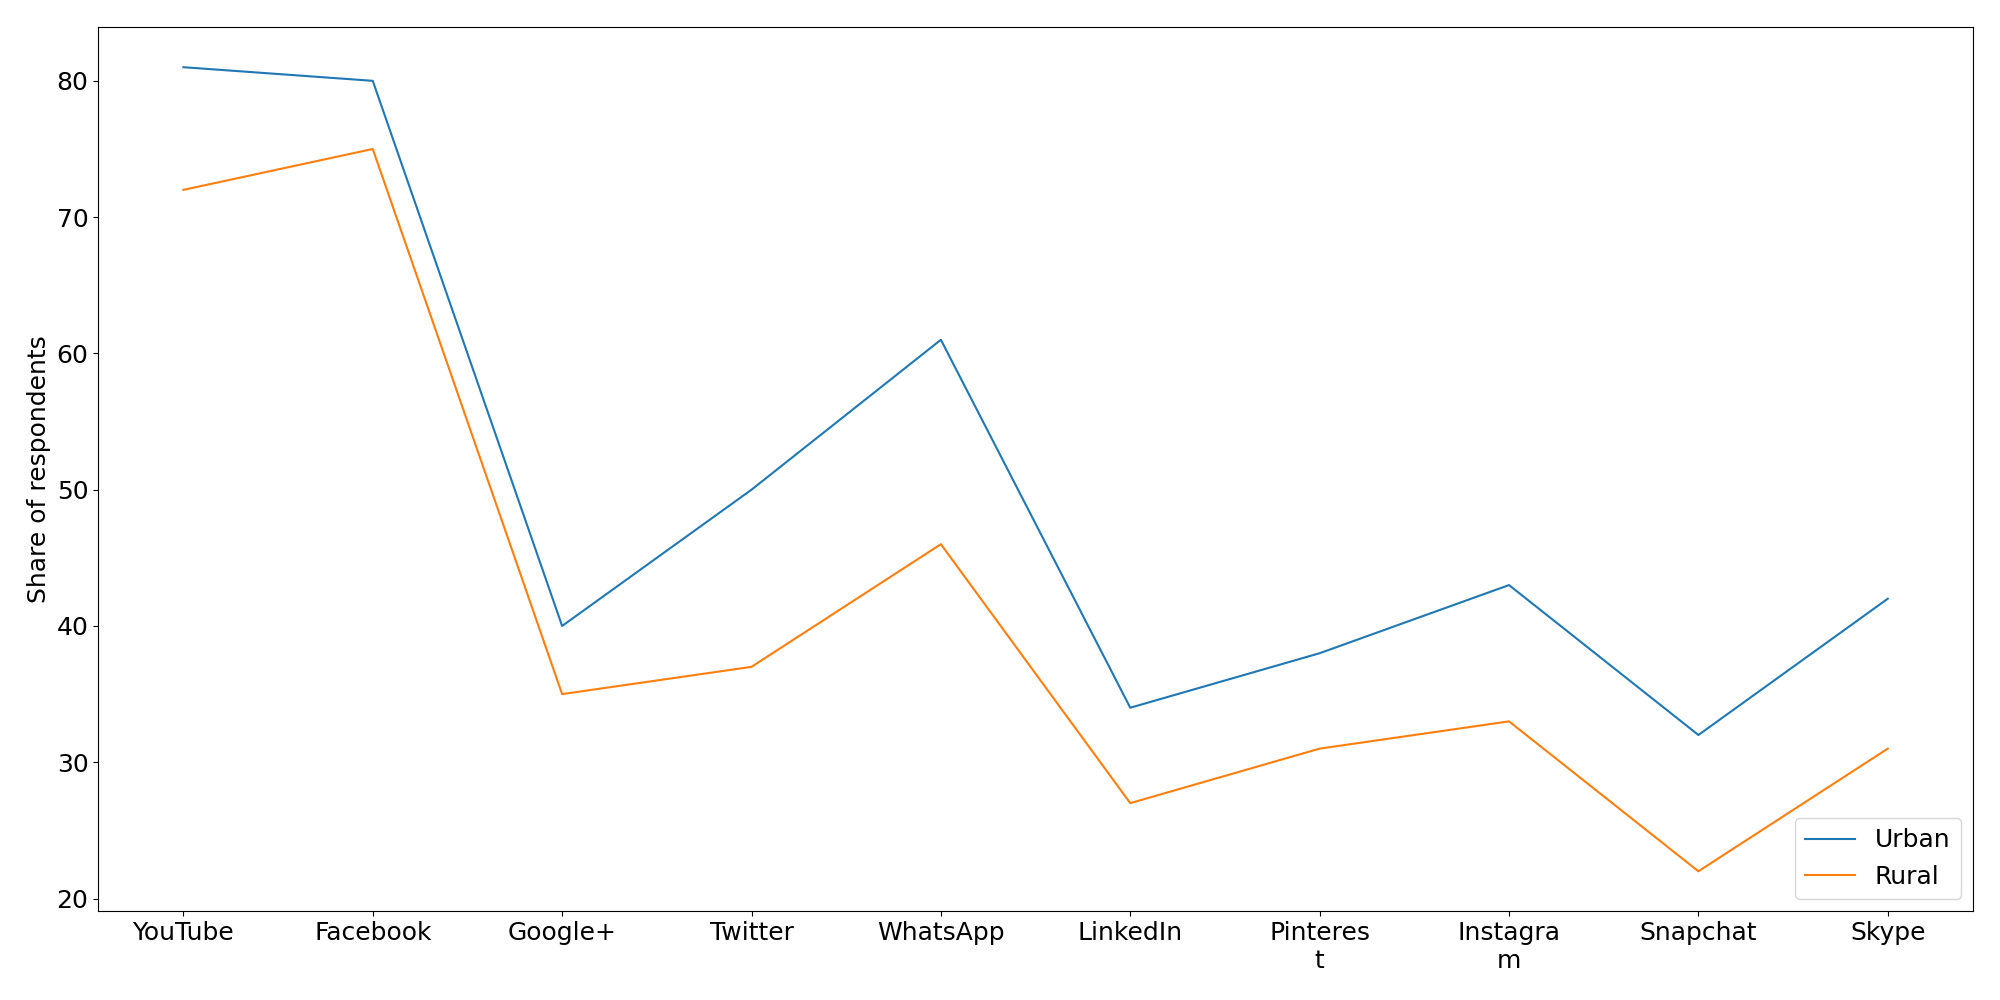 Share of respondents
80
70
60
50
40
30
20
YouTube Facebook Google+ Twitter WhatsApp LinkedIn Pinteres Instagra Snapchat Skype
t m
Urban
Rural